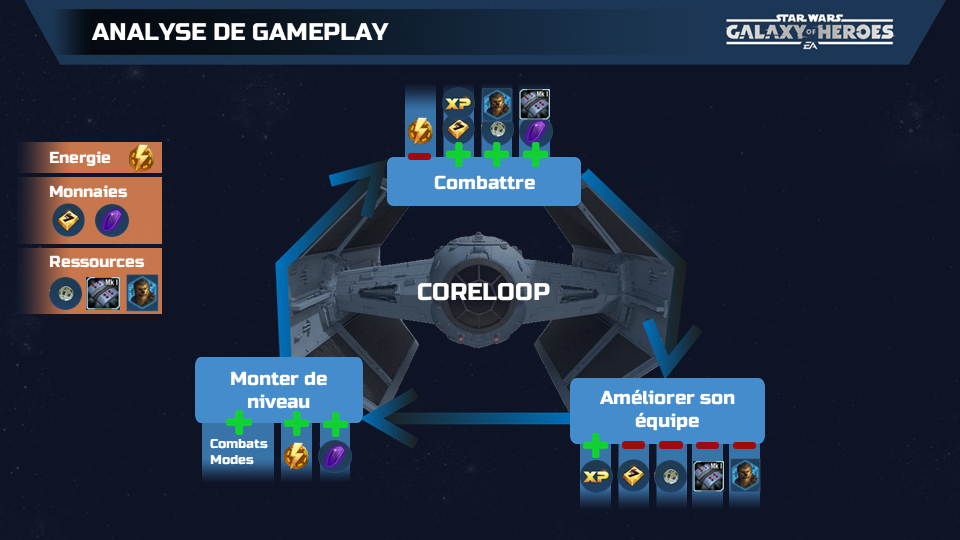 ANALYSE DE GAMEPLAY
STAR WARS
GALAXY OF HEROES
EA
XP
Mk I
Energie
Monnaies
Ressources
Mk I
Combattre
CORELOOP
Monter de
niveau
Combats
Modes
Améliorer son
équipe
XP
Mk I